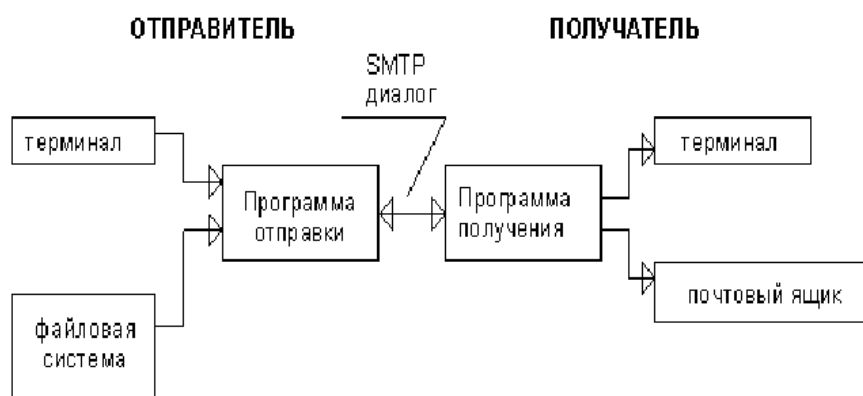 ОТПРАВИТЕЛЬ
ПОЛУЧАТЕЛЬ
SMTP
диалог
терминал
терминал
Программа
отправки
Программа
получения
файловая
система
почтовый ящик